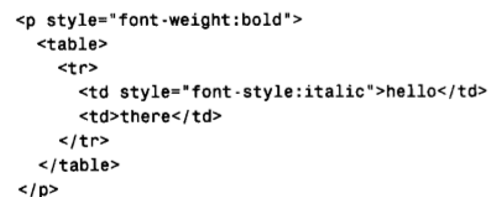 <p style="font-weight:bold">
  <table>
    <tr>
      <td style="font-style:italic">hello</td>
      <td>there</td>
    </tr>
  </table>
</p>